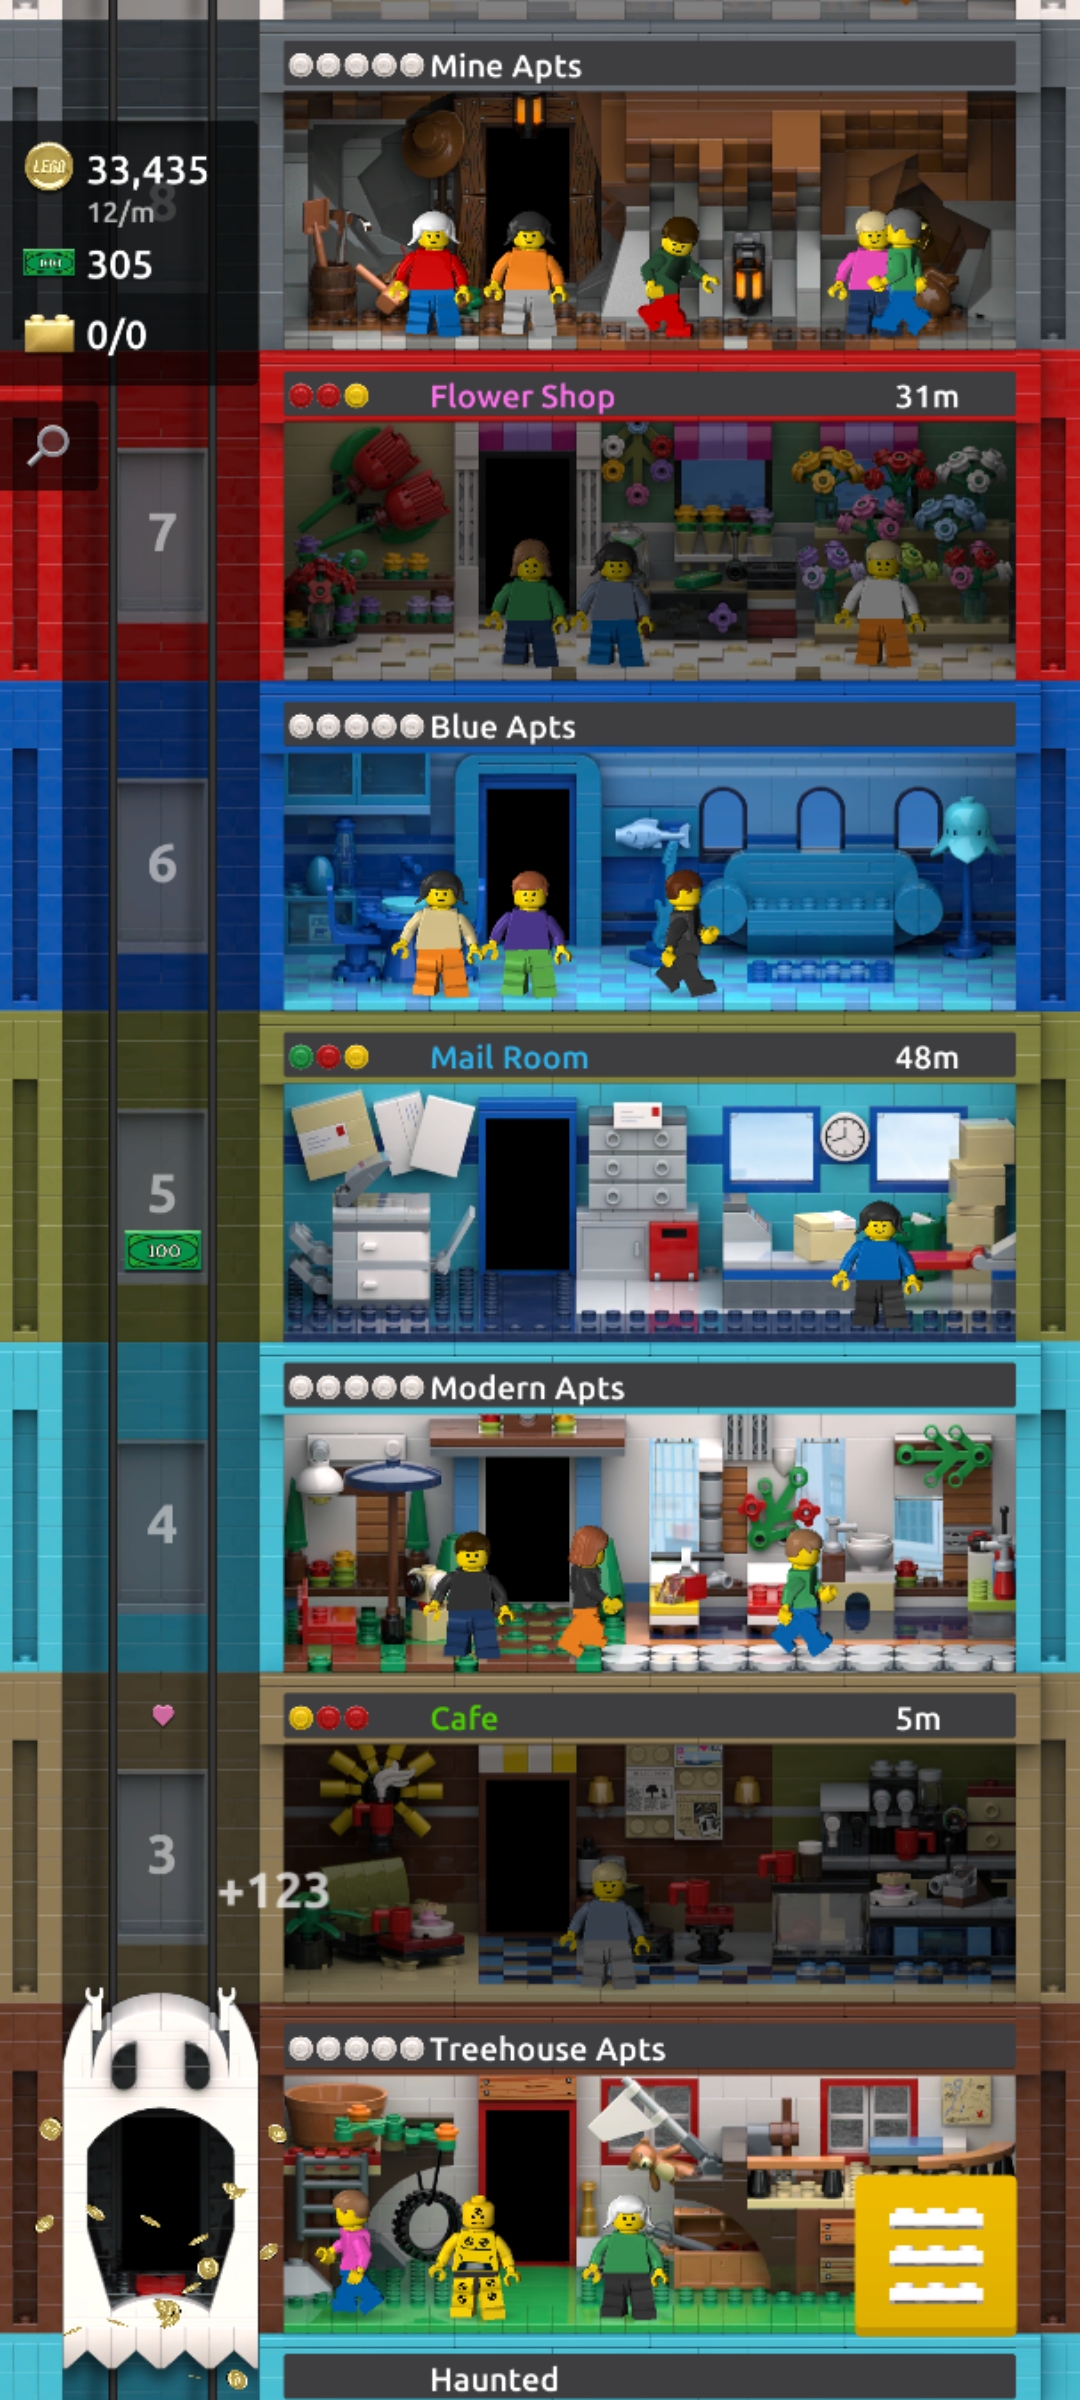 Mine Apts
LEGO
33,435
8
12/m
305
0/0
Flower Shop
31m
7
Blue Apts
6
Mail Room
48m
5
100
Modern Apts
4
Cafe
5m
3
+123
Treehouse Apts
Haunted